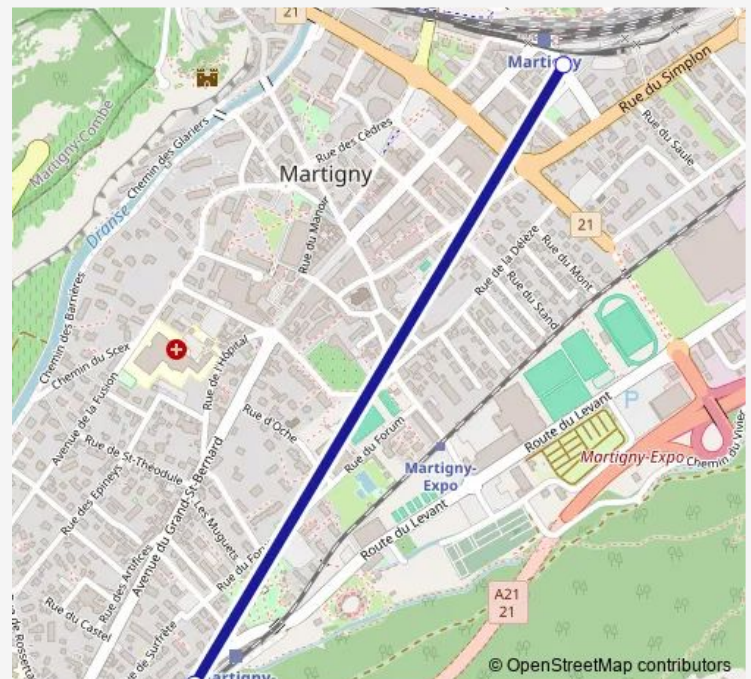 21
Martigny
Rue du Simplon
Martigny-Combe
Chemin des Glariers
Rue des Cèdres
Rue du Saule
Martigny
Dranse
Rue du Manoir
21
Rue de la Délèze
Rue du Mont
Chemin des Barrières
Rue du Stand
Chemin du Scex
Rue de l'Hôpital
Avenue de la Fusion
Route du Levant
P
Rue d'Oche
Rue du Forum
Martigny-Expo
Martigny-
Expo
Rue de St-Théodule
Rue des Epineys
Avenue du Grand-St-Bernard
Les Muguets
Route du Levant
Rue du
Rue des Artifices
A21
21
Rue du Castel
© OpenStreetMap contributors